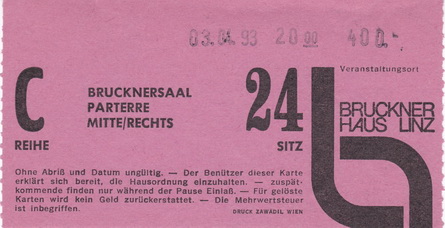 03.04.93 20 00 400.-
Veranstaltungsort
C
BRUCKNERSAAL
PARTERRE
MITTE/RECHTS
24
BRUCKNER
HAUS LINZ
REIHE
SITZ
Ohne Abriß und Datum ungültig. — Der Benützer dieser Karte
erklärt sich bereit, die Hausordnung einzuhalten. — zuspät-
kommende finden nur während der Pause Einlaß. — Für gelöste
Karten wird kein Geld zurückerstattet. — Die Mehrwertsteuer
ist inbegriffen.
DRUCK ZAWADIL WIEN